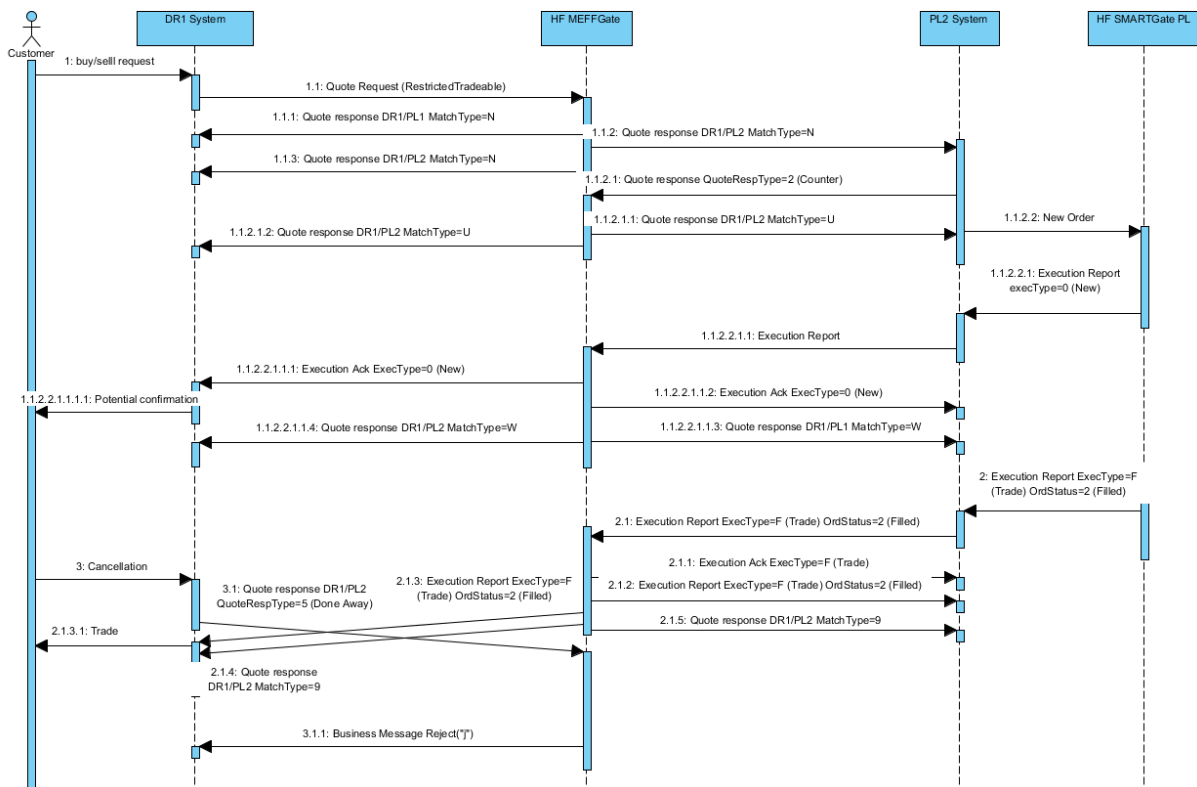 DR1 System
HF MEFFGate
PL2 System
HF SMARTGate PL
Customer
1: buy/selll request
1.1: Quote Request (RestrictedTradeable)
1.1.1: Quote response DR1/PL1 MatchType=N
1.1.2: Quote response DR1/PL2 MatchType=N
1.1.3: Quote response DR1/PL2 MatchType=N
1.1.2.1: Quote response QuoteRespType=2 (Counter)
1.1.2.1.1: Quote response DR1/PL2 MatchType=U
1.1.2.2: New Order
1.1.2.1.2: Quote response DR1/PL2 MatchType=U
1.1.2.2.1: Execution Report
execType=0 (New)
1.1.2.2.1.1: Execution Report
1.1.2.2.1.1.1: Execution Ack ExecType=0 (New)
1.1.2.2.1.1.2: Execution Ack ExecType=0 (New)
1.1.2.2.1.1.1.1: Potential confirmation
1.1.2.2.1.1.4: Quote response DR1/PL2 MatchType=W
1.1.2.2.1.1.3: Quote response DR1/PL1 MatchType=W
2: Execution Report ExecType=F
(Trade) OrdStatus=2 (Filled)
2.1: Execution Report ExecType=F (Trade) OrdStatus=2 (Filled)
3: Cancellation
2.1.1: Execution Ack ExecType=F (Trade)
3.1: Quote response DR1/PL2
QuoteRespType=5 (Done Away)
2.1.3: Execution Report ExecType=F
(Trade) OrdStatus=2 (Filled)
2.1.2: Execution Report ExecType=F (Trade) OrdStatus=2 (Filled)
2.1.5: Quote response DR1/PL2 MatchType=9
2.1.3.1: Trade
2.1.4: Quote response
DR1/PL2 MatchType=9
3.1.1: Business Message Reject("j")